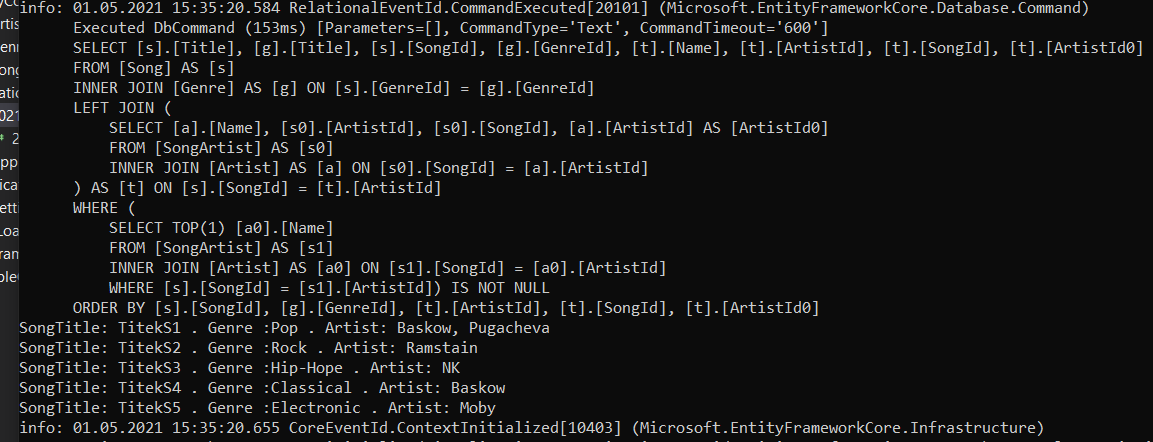 info: 01.05.2021 15:35:20.584 RelationalEventId.CommandExecuted[20101] (Microsoft.EntityFrameworkCore.Database.Command)
Executed DbCommand (153ms) [Parameters=[], CommandType='Text', CommandTimeout='600']
SELECT [s].[Title], [g].[Title], [s].[SongId], [g].[GenreId], [t].[Name], [t].[ArtistId], [t].[SongId], [t].[ArtistId0]
FROM [Song] AS [s]
INNER JOIN [Genre] AS [g] ON [s].[GenreId] = [g].[GenreId]
LEFT JOIN (
SELECT [a].[Name], [s0].[ArtistId], [s0].[SongId], [a].[ArtistId] AS [ArtistId0]
FROM [SongArtist] AS [s0]
INNER JOIN [Artist] AS [a] ON [s0].[SongId] = [a].[ArtistId]
) AS [t] ON [s].[SongId] = [t].[ArtistId]
WHERE (
SELECT TOP(1) [a0].[Name]
FROM [SongArtist] AS [s1]
INNER JOIN [Artist] AS [a0] ON [s1].[SongId] = [a0].[ArtistId]
WHERE [s].[SongId] = [s1].[ArtistId]) IS NOT NULL
ORDER BY [s].[SongId], [g].[GenreId], [t].[ArtistId], [t].[SongId], [t].[ArtistId0]
SongTitle: TitekS1 . Genre :Pop . Artist: Baskow, Pugacheva
SongTitle: TitekS2 . Genre :Rock . Artist: Ramstain
SongTitle: TitekS3 . Genre :Hip-Hope . Artist: NK
SongTitle: TitekS4 . Genre :Classical . Artist: Baskow
SongTitle: TitekS5 . Genre :Electronic . Artist: Moby
info: 01.05.2021 15:35:20.655 CoreEventId.ContextInitialized[10403] (Microsoft.EntityFrameworkCore.Infrastructure)